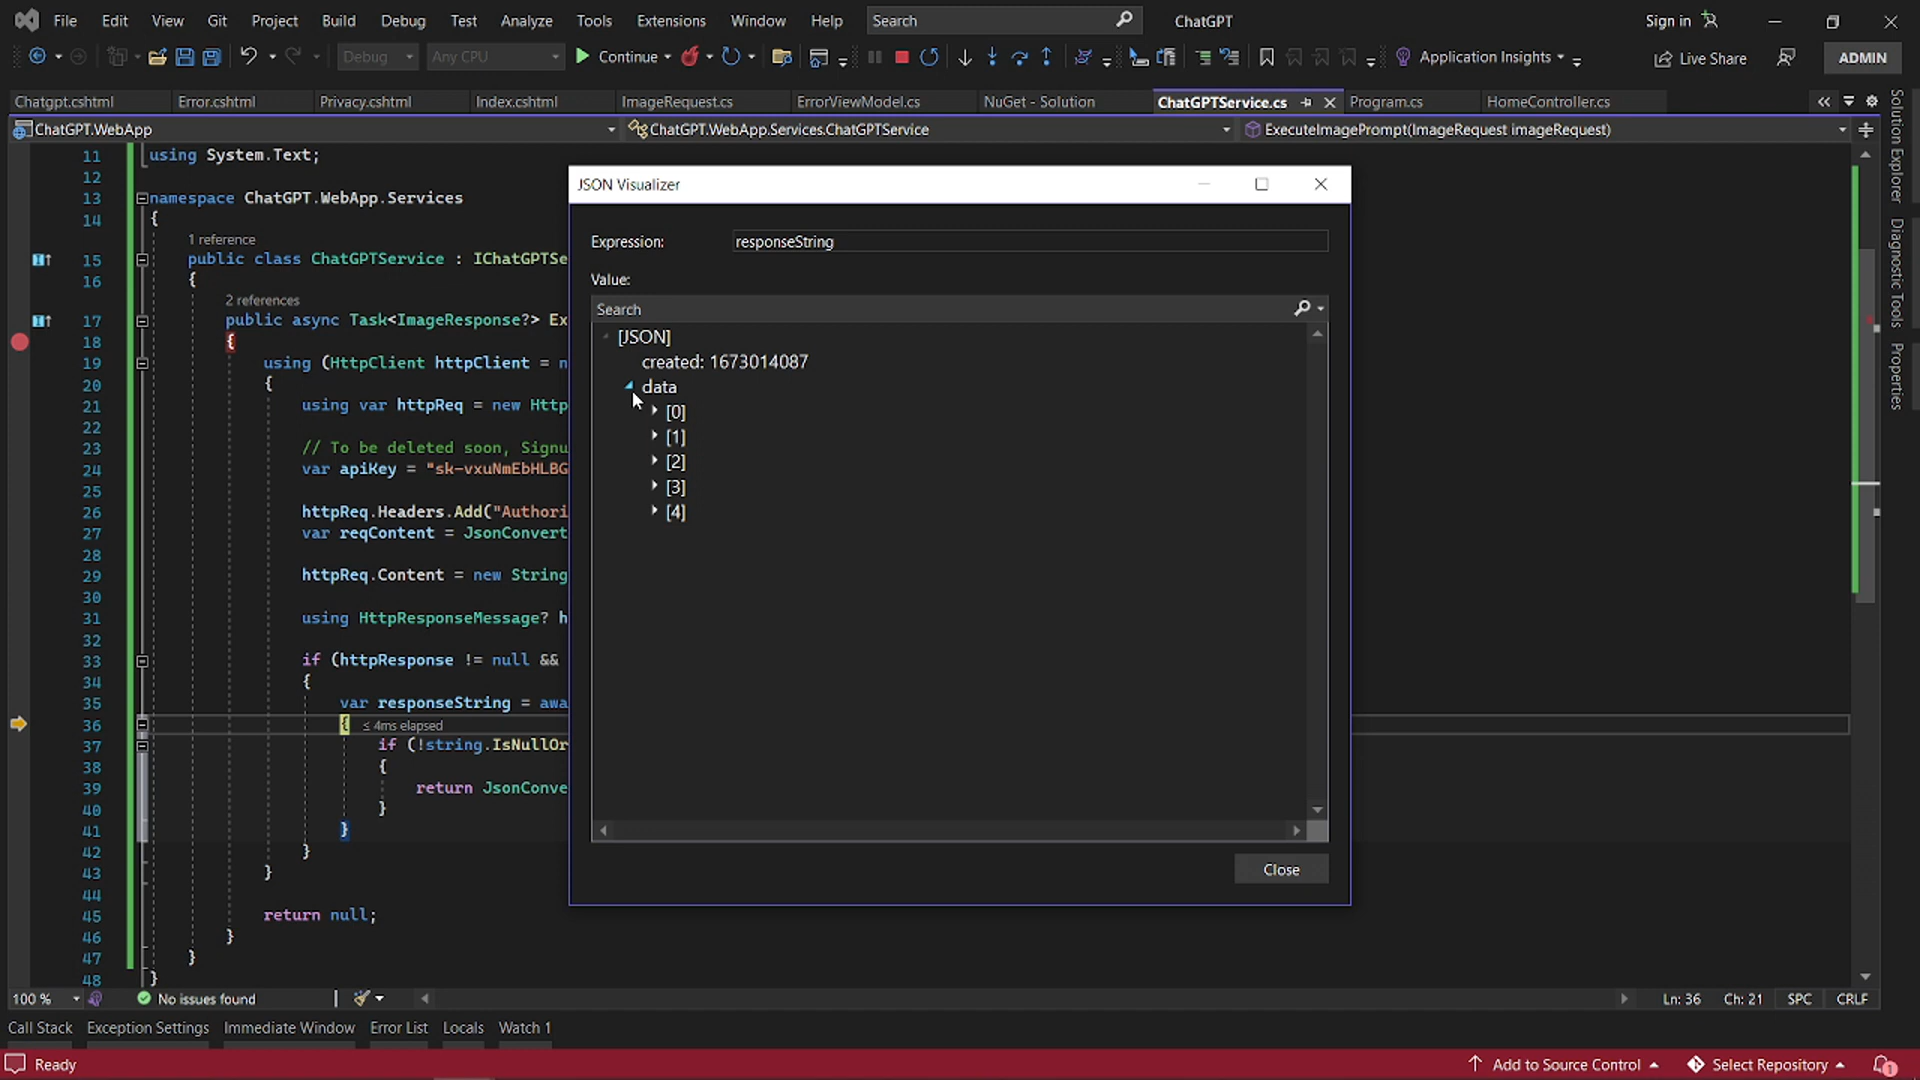 File Edit View Git Project Build Debug Test Analyze Tools Extensions Window Help Search ChatGPT Sign in
Debug Any CPU Continue Application Insights Live Share ADMIN
Chatgpt.cshtml Error.cshtml Privacy.cshtml Index.cshtml ImageRequest.cs ErrorViewModel.cs NuGet - Solution ChatGPTService.cs Program.cs HomeController.cs
ChatGPT.WebApp ChatGPT.WebApp.Services.ChatGPTService ExecuteImagePrompt(ImageRequest imageRequest)
11 using System.Text;
12
13 namespace ChatGPT.WebApp.Services
14 {
1 reference
15 public class ChatGPTService : IChatGPTSe
16 {
2 references
17 public async Task<ImageResponse?> Ex
18 {
19 using (HttpClient httpClient = n
20 {
21 using var httpReq = new Http
22
23 // To be deleted soon, Signu
24 var apiKey = "sk-vxuNmEbHLBG
25
26 httpReq.Headers.Add("Authori
27 var reqContent = JsonConvert
28
29 httpReq.Content = new String
30
31 using HttpResponseMessage? h
32
33 if (httpResponse != null &&
34 {
35 var responseString = awa
36 { ≤ 4ms elapsed
37 if (!string.IsNullOr
38 {
39 return JsonConve
40 }
41 }
42 }
43 }
44
45 return null;
46 }
47 }
48 }
JSON Visualizer
Expression: responseString
Value:
Search
[JSON]
created: 1673014087
data
[0]
[1]
[2]
[3]
[4]
Close
Solution Explorer
Diagnostic Tools
Properties
100 % No issues found Ln: 36 Ch: 21 SPC CRLF
Call Stack Exception Settings Immediate Window Error List Locals Watch 1
Ready Add to Source Control Select Repository 1